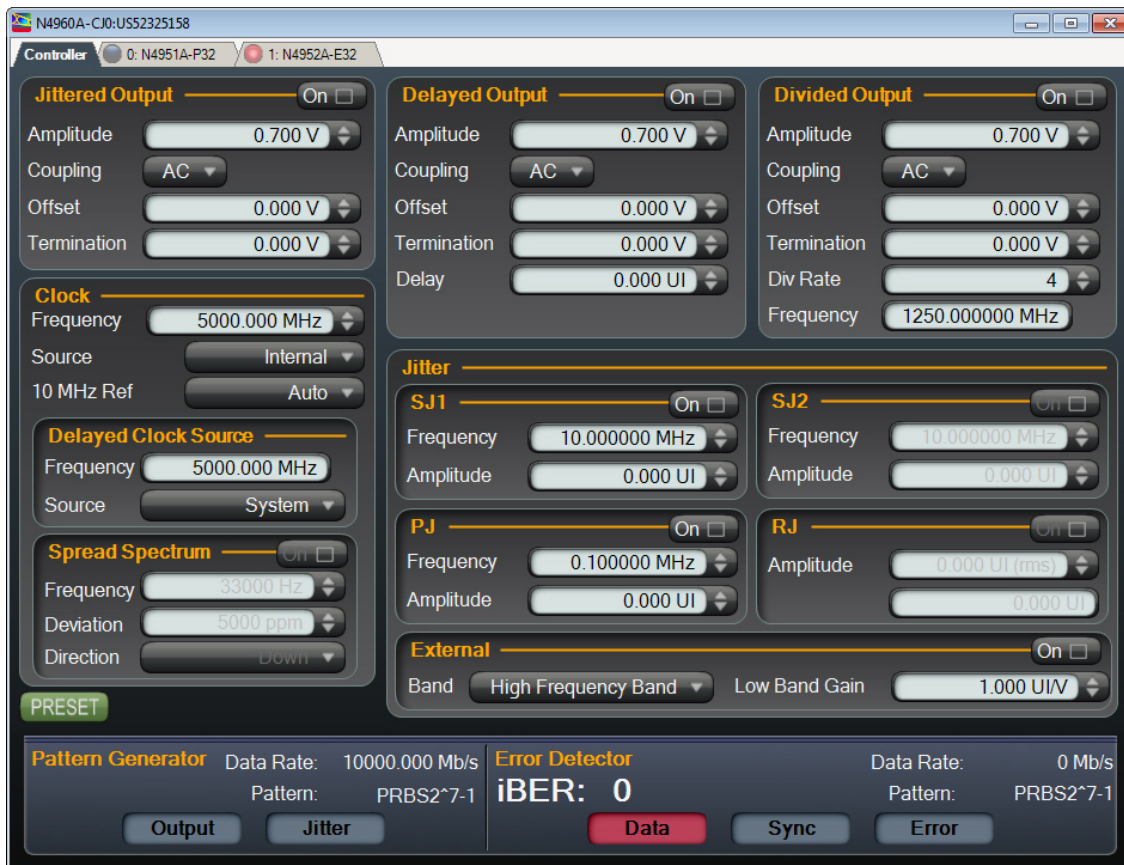 N4960A-CJ0:US52325158
Controller 0: N4951A-P32 1: N4952A-E32
Jittered Output On
Amplitude 0.700 V
Coupling AC
Offset 0.000 V
Termination 0.000 V
Delayed Output On
Amplitude 0.700 V
Coupling AC
Offset 0.000 V
Termination 0.000 V
Delay 0.000 UI
Divided Output On
Amplitude 0.700 V
Coupling AC
Offset 0.000 V
Termination 0.000 V
Div Rate 4
Frequency 1250.000000 MHz
Clock
Frequency 5000.000 MHz
Source Internal
10 MHz Ref Auto
Delayed Clock Source
Frequency 5000.000 MHz
Source System
Spread Spectrum On
Frequency 33000 Hz
Deviation 5000 ppm
Direction Down
Jitter
SJ1 On
Frequency 10.000000 MHz
Amplitude 0.000 UI
SJ2 On
Frequency 10.000000 MHz
Amplitude 0.000 UI
PJ On
Frequency 0.100000 MHz
Amplitude 0.000 UI
RJ On
Amplitude 0.000 UI (rms)
0.000 UI
External On
Band High Frequency Band Low Band Gain 1.000 UI/V
PRESET
Pattern Generator Data Rate: 10000.000 Mb/s
Pattern: PRBS2^7-1
Output Jitter
Error Detector Data Rate: 0 Mb/s
iBER: 0 Pattern: PRBS2^7-1
Data Sync Error